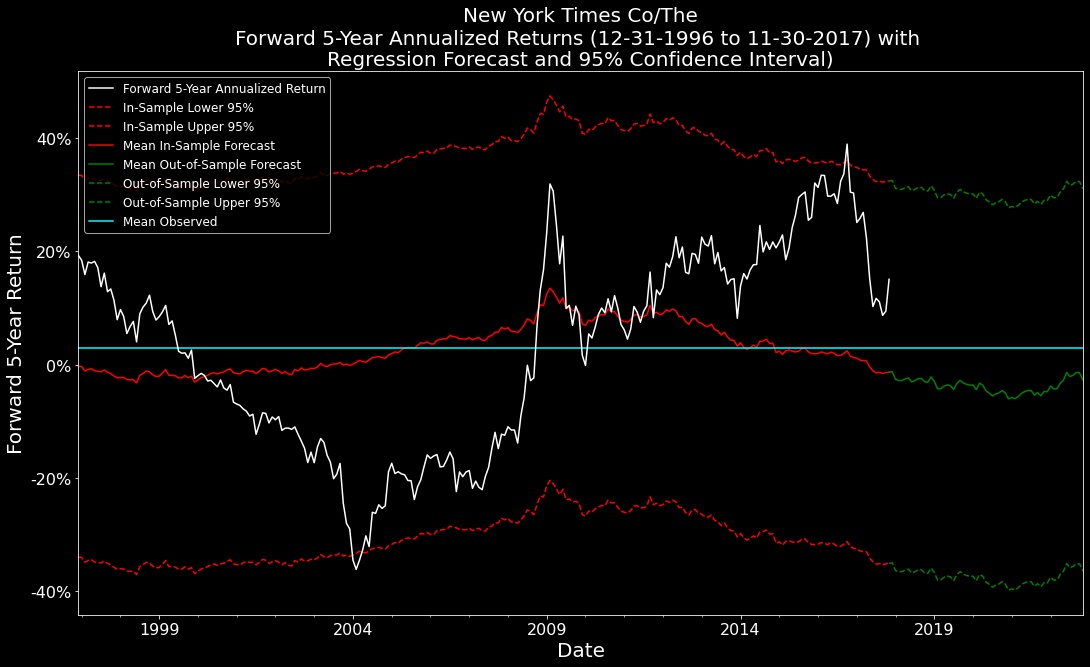 New York Times Co/The
Forward 5-Year Annualized Returns (12-31-1996 to 11-30-2017) with
Regression Forecast and 95% Confidence Interval)
Forward 5-Year Annualized Return
In-Sample Lower 95%
In-Sample Upper 95%
Mean In-Sample Forecast
Mean Out-of-Sample Forecast
Out-of-Sample Lower 95%
Out-of-Sample Upper 95%
Mean Observed
Forward 5-Year Return
40%
20%
0%
-20%
-40%
1999 2004 2009 2014 2019
Date